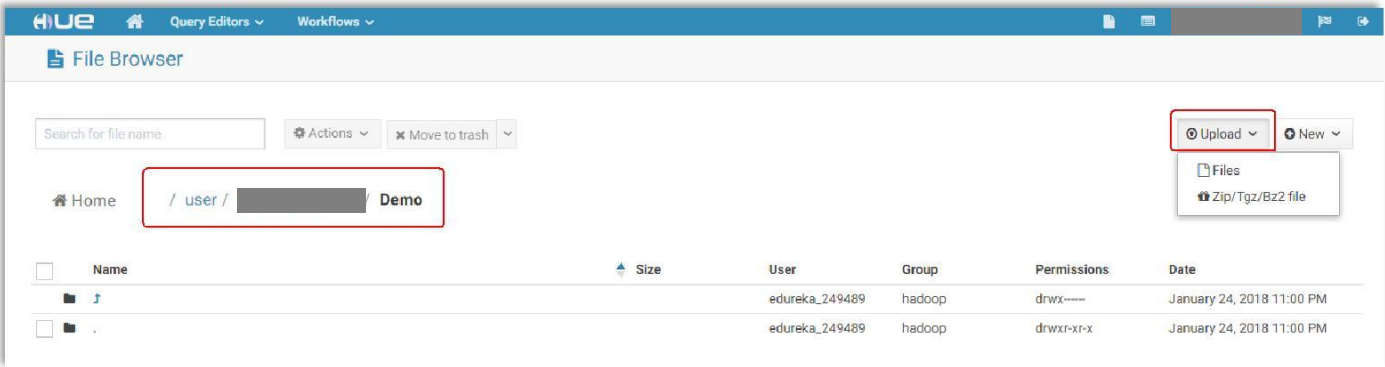 HUE Query Editors Workflows
File Browser
Search for file name Actions Move to trash Upload New
Files
Zip/Tgz/Bz2 file
Home / user / / Demo
Name Size User Group Permissions Date
edureka_249489 hadoop drwx------ January 24, 2018 11:00 PM
. edureka_249489 hadoop drwxr-xr-x January 24, 2018 11:00 PM